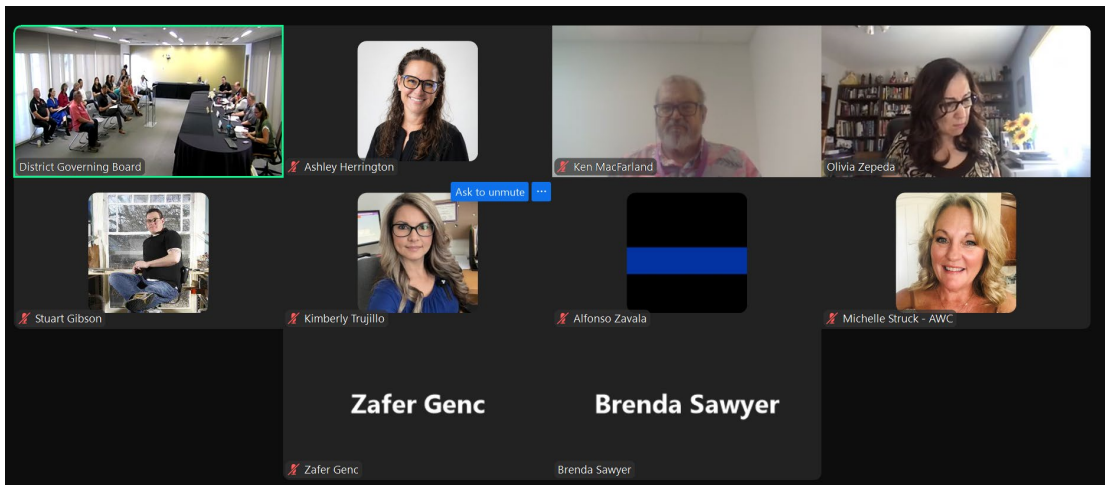 District Governing Board
Ashley Herrington
Ken MacFarland
Olivia Zepeda
Ask to unmute ...
Stuart Gibson
Kimberly Trujillo
Alfonso Zavala
Michelle Struck - AWC
Zafer Genc
Brenda Sawyer
Zafer Genc
Brenda Sawyer